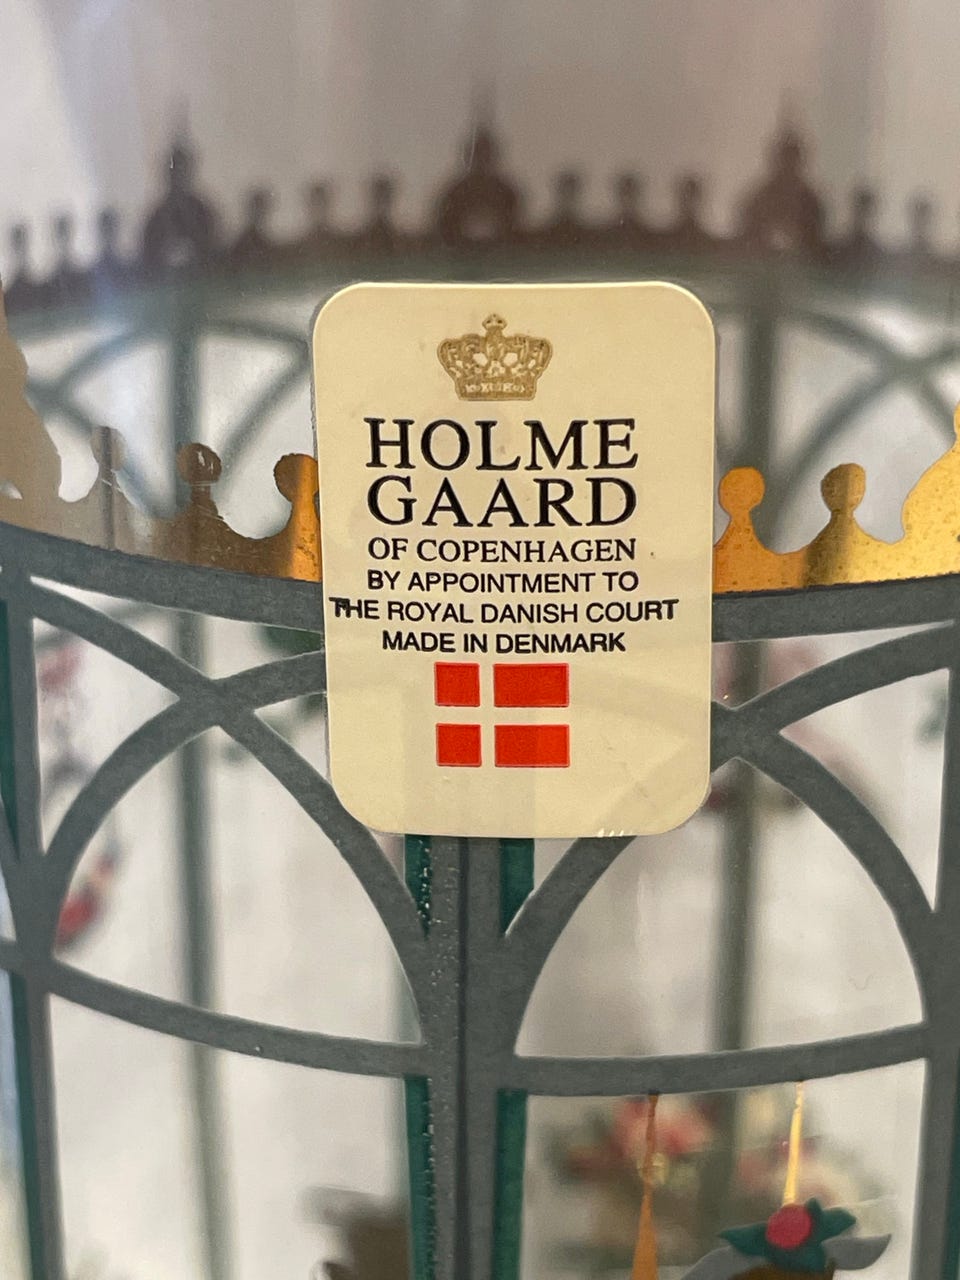 HOLME
GAARD
OF COPENHAGEN
BY APPOINTMENT TO
THE ROYAL DANISH COURT
MADE IN DENMARK